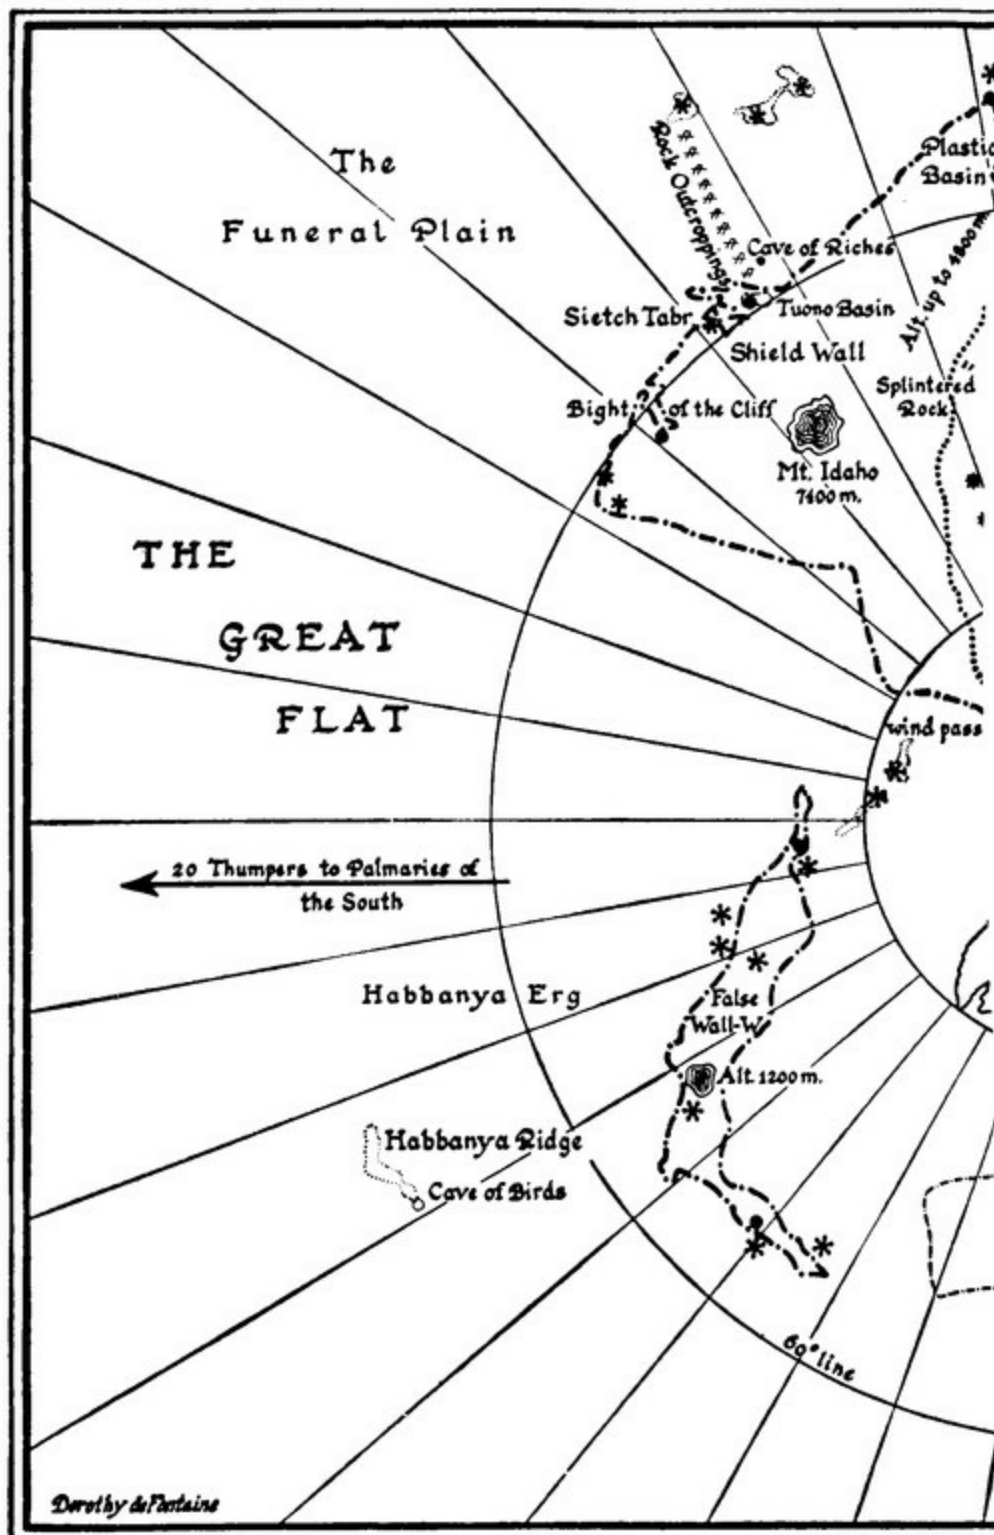 The
Funeral Plain
Rock Outcroppings
Plastic
Basin
Cave of Riches
Alt. up to 4800 m.
Sietch Tabr
Tuono Basin
Shield Wall
Splintered
Rock
Bight of the Cliff
Mt. Idaho
7400 m.
THE
GREAT
FLAT
wind pass
20 Thumpers to Palmaries of
the South
Habbanya Erg
False
Wall-W
Alt. 1200 m.
Habbanya Ridge
Cave of Birds
60° line
Dorothy de Fontaine